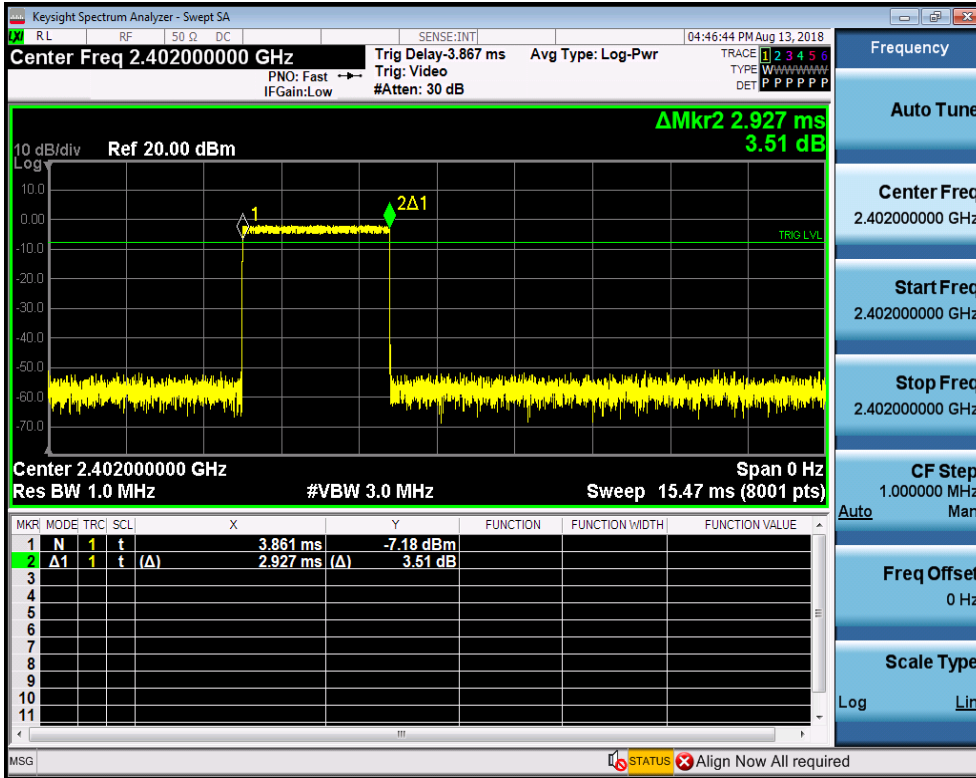 Keysight Spectrum Analyzer - Swept SA
LXI RL RF 50 Ω DC SENSE:INT 04:46:44 PM Aug 13, 2018
Center Freq 2.402000000 GHz Trig Delay-3.867 ms Avg Type: Log-Pwr TRACE 1 2 3 4 5 6
PNO: Fast Trig: Video TYPE WWWWWW
IFGain:Low #Atten: 30 dB DET P P P P P P
Frequency
Auto Tune
Center Freq
2.402000000 GHz
Start Freq
2.402000000 GHz
Stop Freq
2.402000000 GHz
CF Step
1.000000 MHz
Auto Man
Freq Offset
0 Hz
Scale Type
Log Lin
ΔMkr2 2.927 ms
3.51 dB
10 dB/div Ref 20.00 dBm
Log
10.0
0.00
-10.0
-20.0
-30.0
-40.0
-50.0
-60.0
-70.0
1
2Δ1
TRIG LVL
Center 2.402000000 GHz Span 0 Hz
Res BW 1.0 MHz #VBW 3.0 MHz Sweep 15.47 ms (8001 pts)
MKR MODE TRC SCL X Y FUNCTION FUNCTION WIDTH FUNCTION VALUE
1 N 1 t 3.861 ms -7.18 dBm
2 Δ1 1 t (Δ) 2.927 ms (Δ) 3.51 dB
3
4
5
6
7
8
9
10
11
MSG STATUS Align Now All required